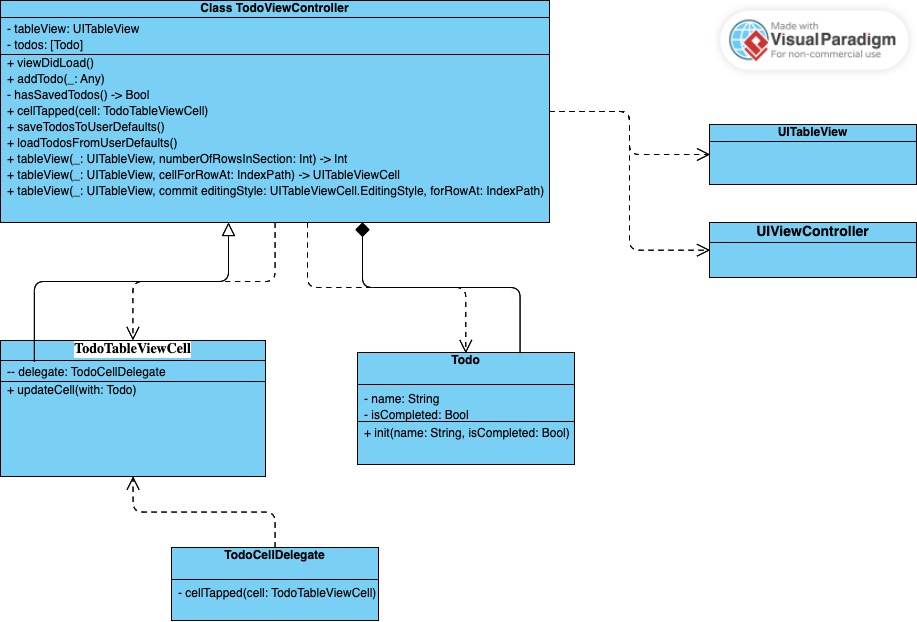 Class TodoViewController
- tableView: UITableView
- todos: [Todo]
+ viewDidLoad()
+ addTodo(_: Any)
- hasSavedTodos() -> Bool
+ cellTapped(cell: TodoTableViewCell)
+ saveTodosToUserDefaults()
+ loadTodosFromUserDefaults()
+ tableView(_: UITableView, numberOfRowsInSection: Int) -> Int
+ tableView(_: UITableView, cellForRowAt: IndexPath) -> UITableViewCell
+ tableView(_: UITableView, commit editingStyle: UITableViewCell.EditingStyle, forRowAt: IndexPath)
Made with
Visual Paradigm
For non-commercial use
UITableView
UIViewController
TodoTableViewCell
-- delegate: TodoCellDelegate
+ updateCell(with: Todo)
Todo
- name: String
- isCompleted: Bool
+ init(name: String, isCompleted: Bool)
TodoCellDelegate
- cellTapped(cell: TodoTableViewCell)